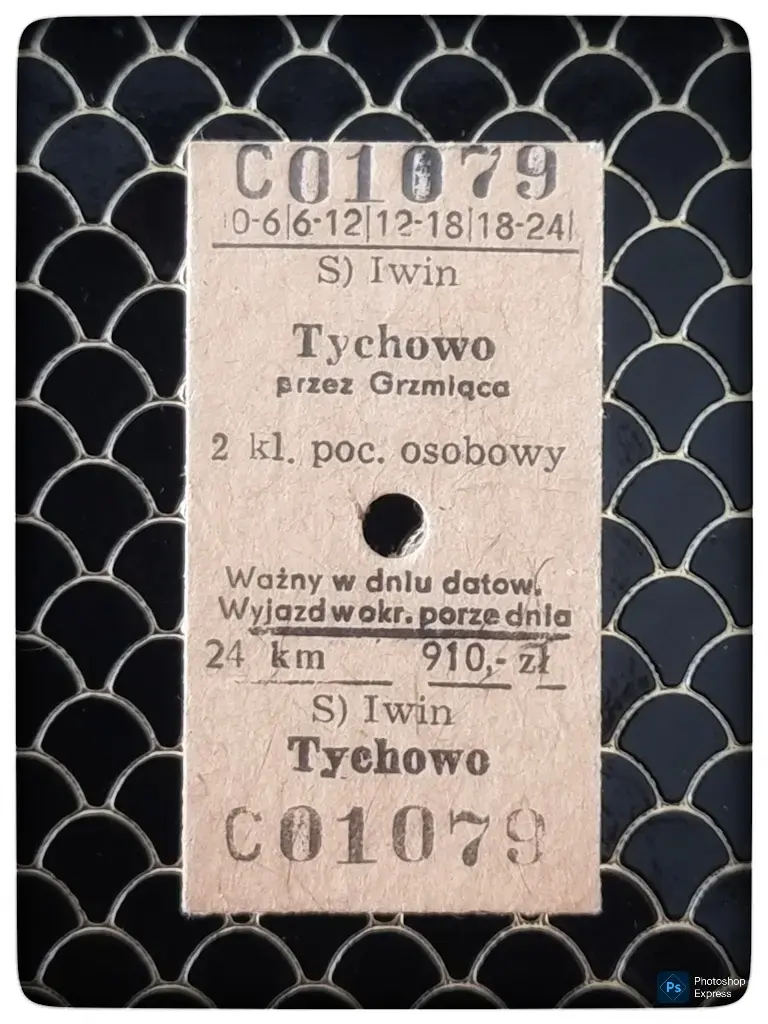 C01079
0-6|6-12|12-18|18-24|
S) Iwin
Tychowo
przez Grzmiąca
2 kl. poc. osobowy
Ważny w dniu datow.
Wyjazd w okr. porze dnia
24 km 910,- zł
S) Iwin
Tychowo
C01079
Ps Photoshop
Express